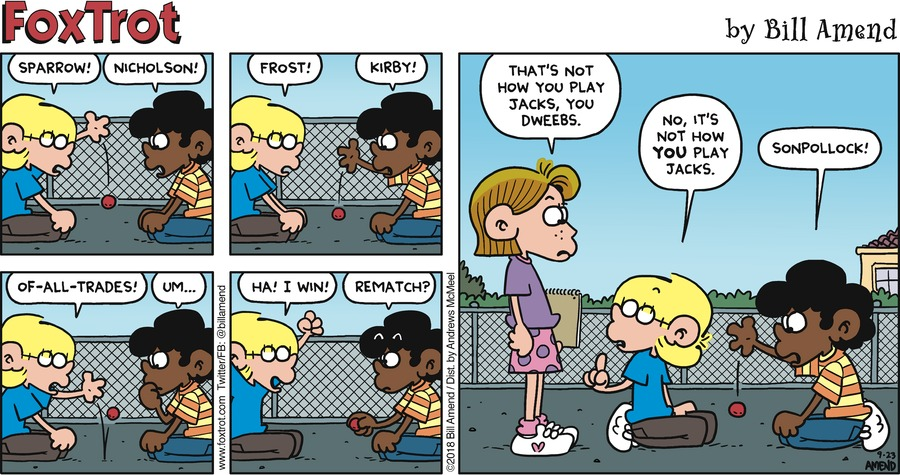 FoxTrot
by Bill Amend
SPARROW!
NICHOLSON!
FROST!
KIRBY!
OF-ALL-TRADES!
UM...
HA! I WIN!
REMATCH?
THAT'S NOT
HOW YOU PLAY
JACKS, YOU
DWEEBS.
NO, IT'S
NOT HOW
YOU PLAY
JACKS.
SONPOLLOCK!
www.foxtrot.com Twitter/FB: @billamend
©2018 Bill Amend / Dist. by Andrews McMeel
9-23
AMEND